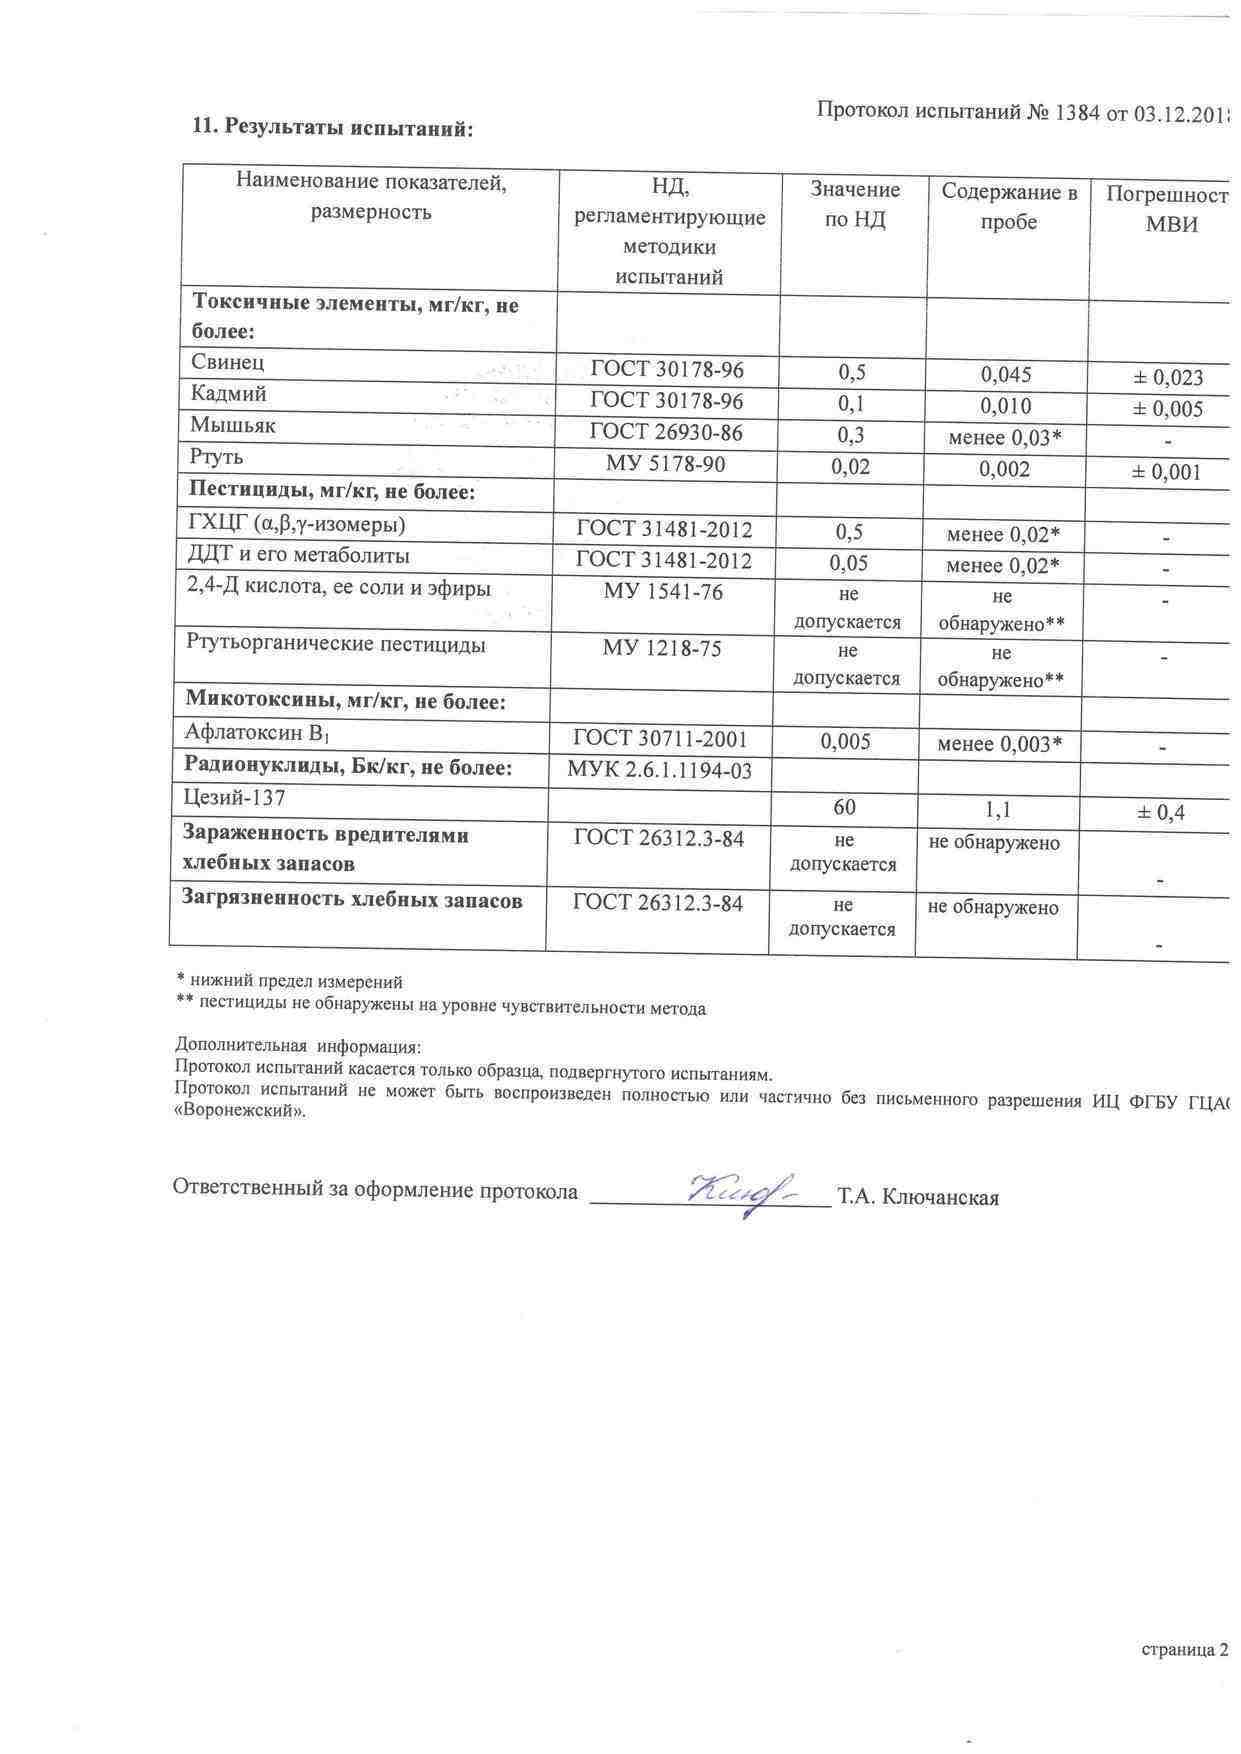 Протокол испытаний № 1384 от 03.12.201
11. Результаты испытаний:
Наименование показателей, размерность НД, регламентирующие методики испытаний Значение по НД Содержание в пробе Погрешност МВИ
Токсичные элементы, мг/кг, не более:
Свинец ГОСТ 30178-96 0,5 0,045 ± 0,023
Кадмий ГОСТ 30178-96 0,1 0,010 ± 0,005
Мышьяк ГОСТ 26930-86 0,3 менее 0,03* -
Ртуть МУ 5178-90 0,02 0,002 ± 0,001
Пестициды, мг/кг, не более:
ГХЦГ (α,β,γ-изомеры) ГОСТ 31481-2012 0,5 менее 0,02* -
ДДТ и его метаболиты ГОСТ 31481-2012 0,05 менее 0,02* -
2,4-Д кислота, ее соли и эфиры МУ 1541-76 не допускается не обнаружено** -
Ртутьорганические пестициды МУ 1218-75 не допускается не обнаружено** -
Микотоксины, мг/кг, не более:
Афлатоксин В₁ ГОСТ 30711-2001 0,005 менее 0,003* -
Радионуклиды, Бк/кг, не более: МУК 2.6.1.1194-03
Цезий-137 60 1,1 ± 0,4
Зараженность вредителями хлебных запасов ГОСТ 26312.3-84 не допускается не обнаружено -
Загрязненность хлебных запасов ГОСТ 26312.3-84 не допускается не обнаружено -
* нижний предел измерений
** пестициды не обнаружены на уровне чувствительности метода
Дополнительная информация:
Протокол испытаний касается только образца, подвергнутого испытаниям.
Протокол испытаний не может быть воспроизведен полностью или частично без письменного разрешения ИЦ ФГБУ ГЦА
«Воронежский».
Ответственный за оформление протокола Т.А. Ключанская
страница 2